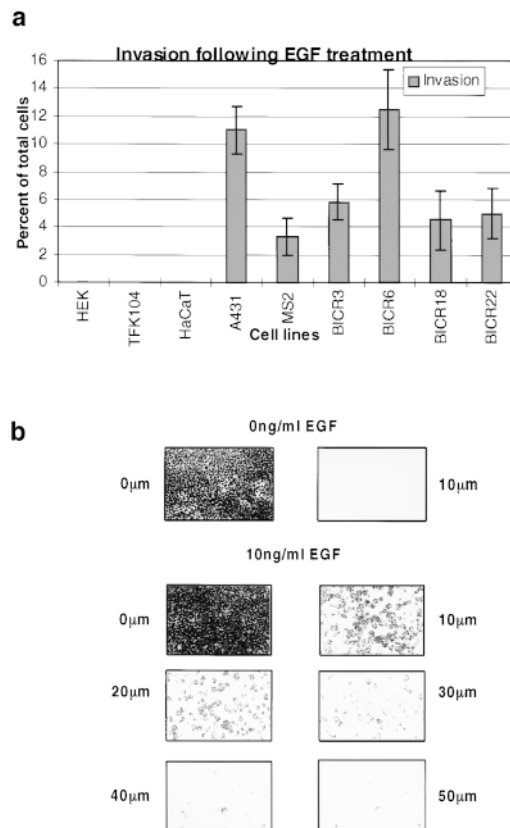 a
Invasion following EGF treatment
Invasion
Percent of total cells
16
14
12
10
8
6
4
2
0
HEK
TFK104
HaCaT
A431
MS2
BICR3
BICR6
BICR18
BICR22
Cell lines
b
0ng/ml EGF
0µm
10µm
10ng/ml EGF
0µm
10µm
20µm
30µm
40µm
50µm